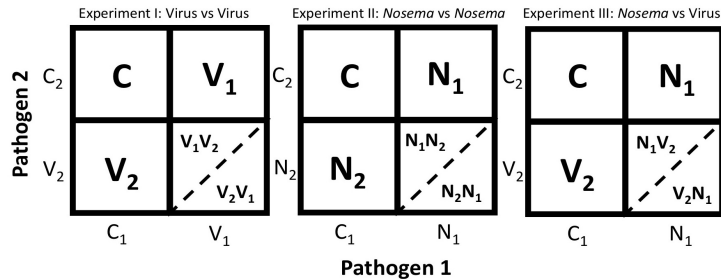 Experiment I: Virus vs Virus
Experiment II: Nosema vs Nosema
Experiment III: Nosema vs Virus
Pathogen 2
C₂ C V₁
V₂ V₂ V₁V₂
V₂V₁
C₁ V₁
C₂ C N₁
N₂ N₂ N₁N₂
N₂N₁
C₁ N₁
C₂ C N₁
V₂ V₂ N₁V₂
V₂N₁
C₁ N₁
Pathogen 1